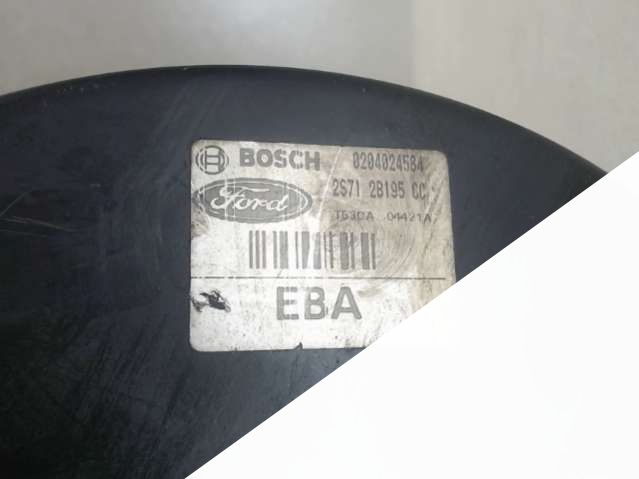 BOSCH 0204024584
2S71 2B195 CC
Ford
T53DA 04421A
EBA